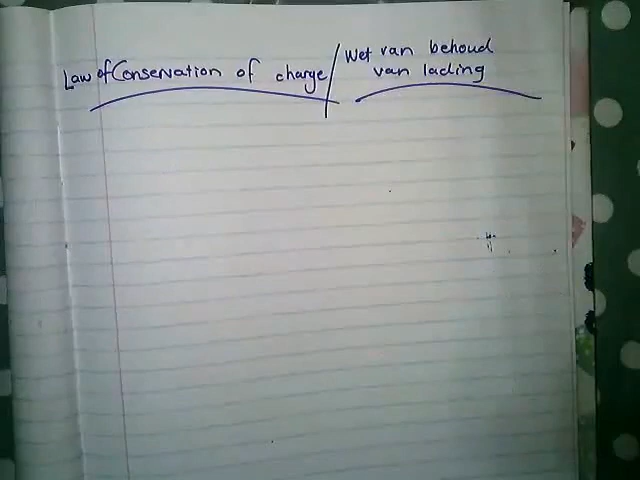 Law of Conservation of charge /
Wet van behoud
van lading